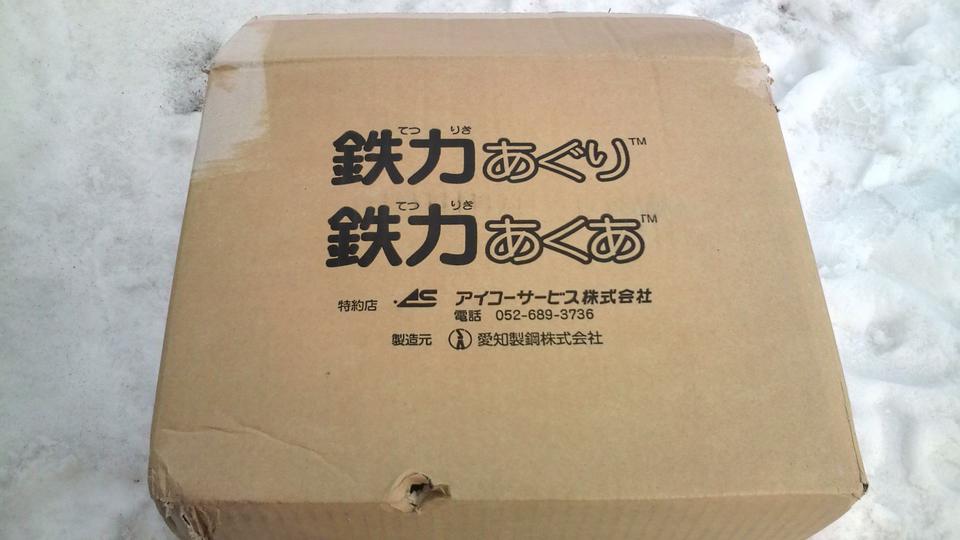 てつ りき
鉄力あぐり™
てつ りき
鉄力あくあ™
特約店 AS アイコーサービス株式会社
電話 052-689-3736
製造元 愛知製鋼株式会社